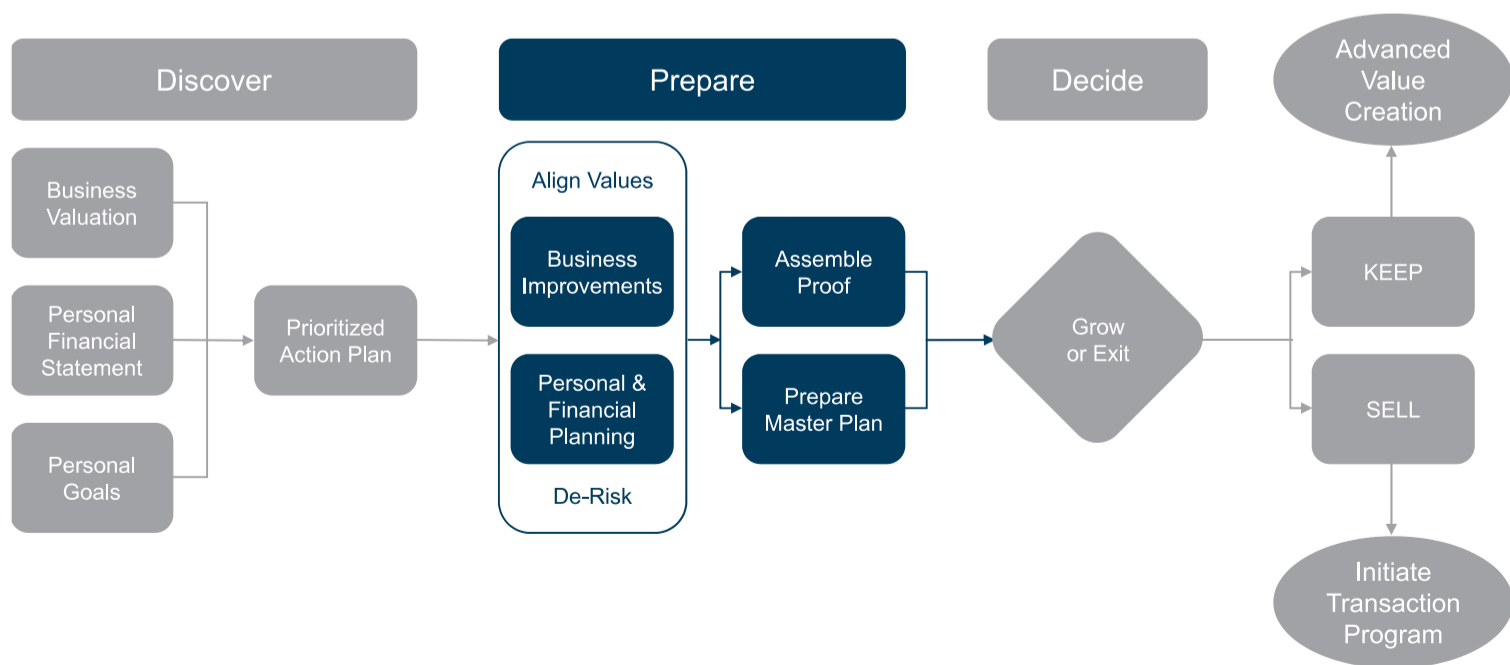 Discover
Prepare
Decide
Advanced
Value
Creation
Business
Valuation
Personal
Financial
Statement
Personal
Goals
Prioritized
Action Plan
Align Values
Business
Improvements
Personal &
Financial
Planning
De-Risk
Assemble
Proof
Prepare
Master Plan
Grow
or Exit
KEEP
SELL
Initiate
Transaction
Program